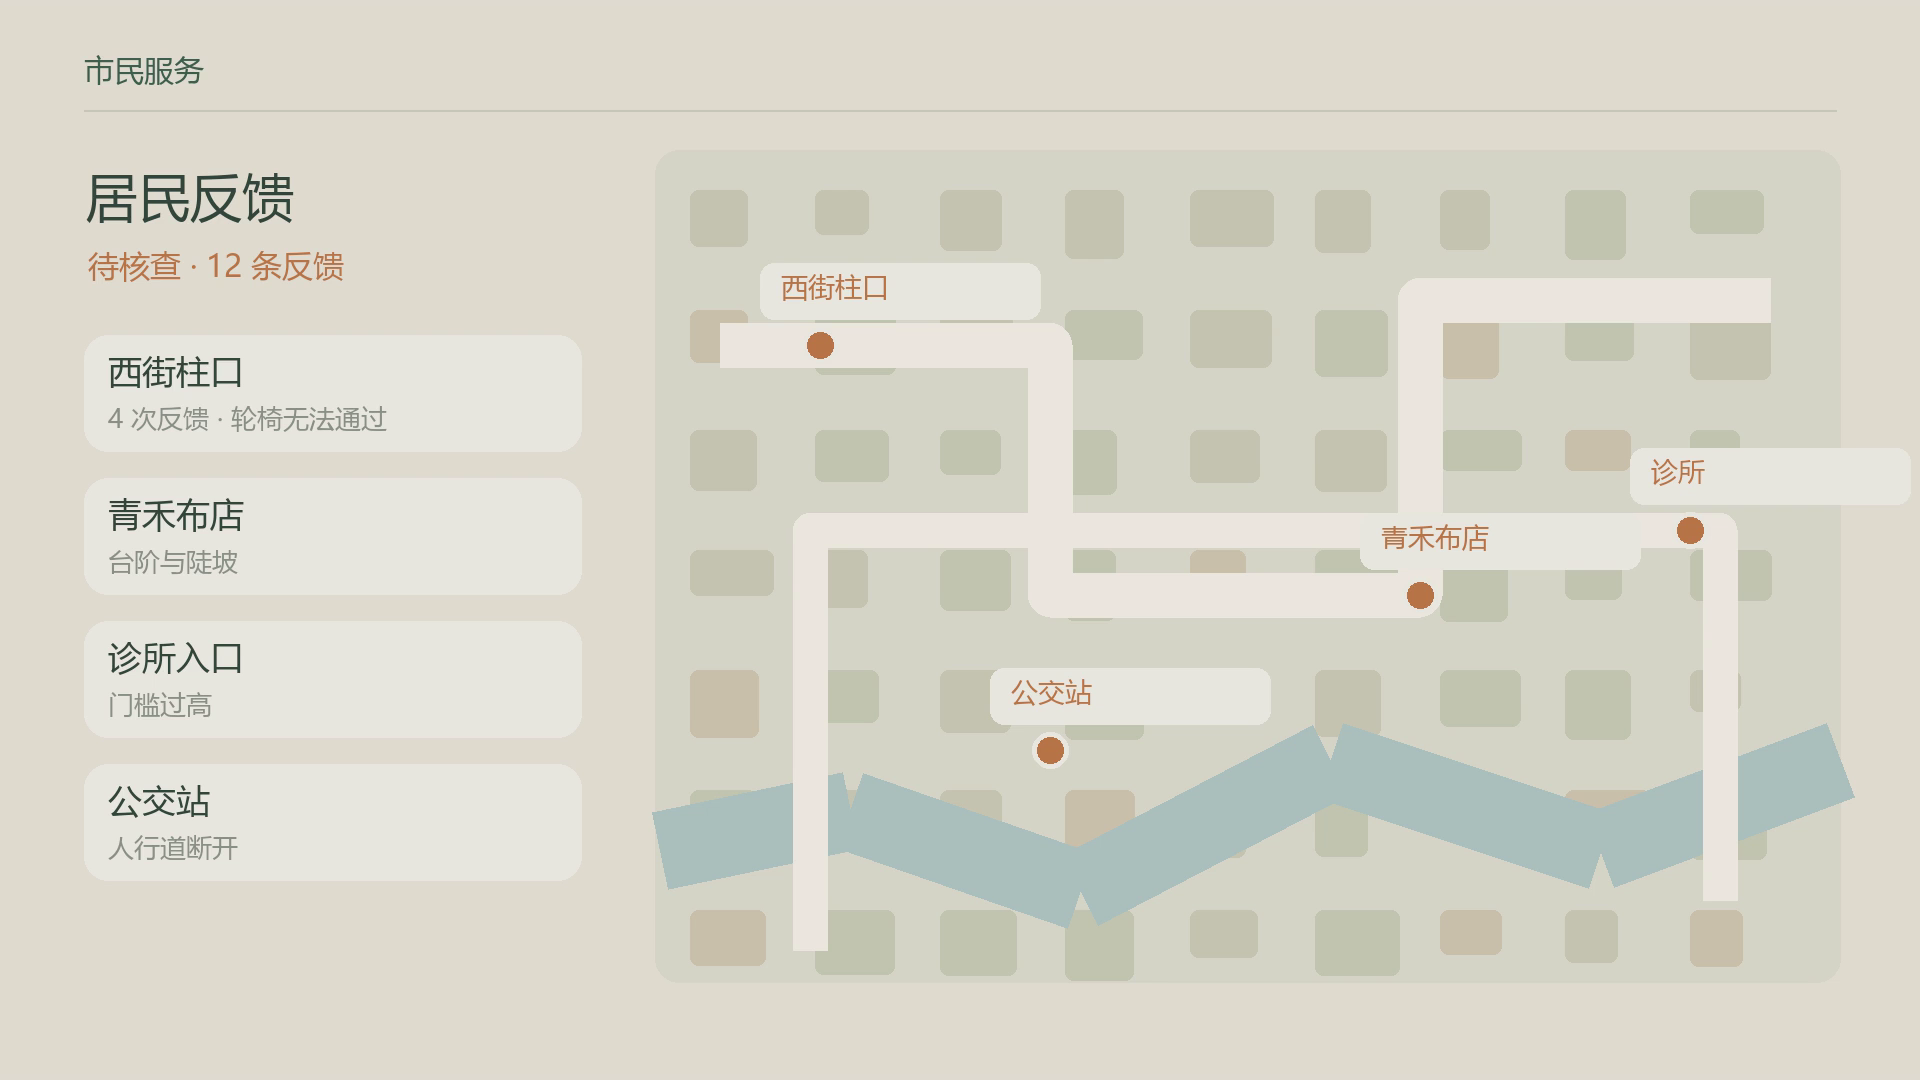 市民服务
居民反馈
待核查 · 12 条反馈
西街柱口
4 次反馈 · 轮椅无法通过
青禾布店
台阶与陡坡
诊所入口
门槛过高
公交站
人行道断开
西街柱口
诊所
青禾布店
公交站